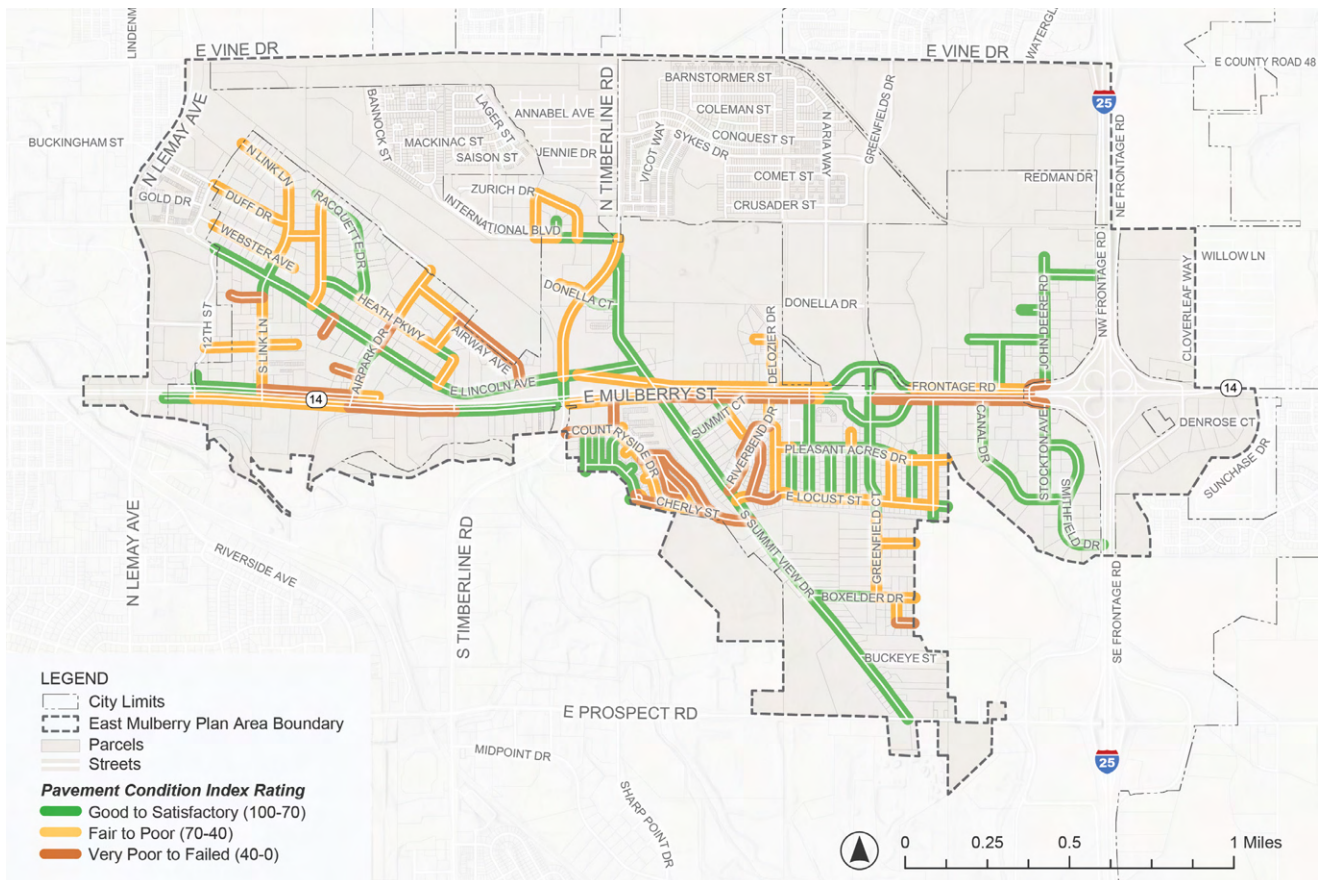 LINDENM
E VINE DR
E VINE DR
WATERGL
E COUNTY ROAD 48
25
BARNSTORMER ST
BANNOCK ST
LAGER ST
ANNABEL AVE
COLEMAN ST
GREENFIELDS DR
N TIMBERLINE RD
BUCKINGHAM ST
N LEMAY AVE
MACKINAC ST
CONQUEST ST
N ARIA WAY
NE FRONTAGE RD
SYKES DR
N LINK LN
SAISON ST
JENNIE DR
VICOT WAY
COMET ST
REDMAN DR
GOLD DR
DUFF DR
RACQUETTE DR
ZURICH DR
CRUSADER ST
INTERNATIONAL BLVD
WEBSTER AVE
NW FRONTAGE RD
WILLOW LN
CLOVERLEAF WAY
JOHN DEERE RD
DONELLA CT
DONELLA DR
HEATH PKWY
12TH ST
S LINK LN
AIRPARK DR
AIRWAY AVE
DELOZIER DR
E LINCOLN AVE
FRONTAGE RD
14
14
E MULBERRY ST
SUMMIT CT
CANAL DR
DENROSE CT
COUNTRYSIDE DR
RIVERBEND DR
PLEASANT ACRES DR
STOCKTON AVE
SUNCHASE DR
CHERLY ST
E LOCUST ST
GREENFIELD CT
SMITHFIELD DR
N LEMAY AVE
RIVERSIDE AVE
S TIMBERLINE RD
S SUMMIT VIEW DR
BOXELDER DR
SE FRONTAGE RD
BUCKEYE ST
E PROSPECT RD
MIDPOINT DR
SHARP POINT DR
25
LEGEND
City Limits
East Mulberry Plan Area Boundary
Parcels
Streets
Pavement Condition Index Rating
Good to Satisfactory (100-70)
Fair to Poor (70-40)
Very Poor to Failed (40-0)
0 0.25 0.5 1 Miles